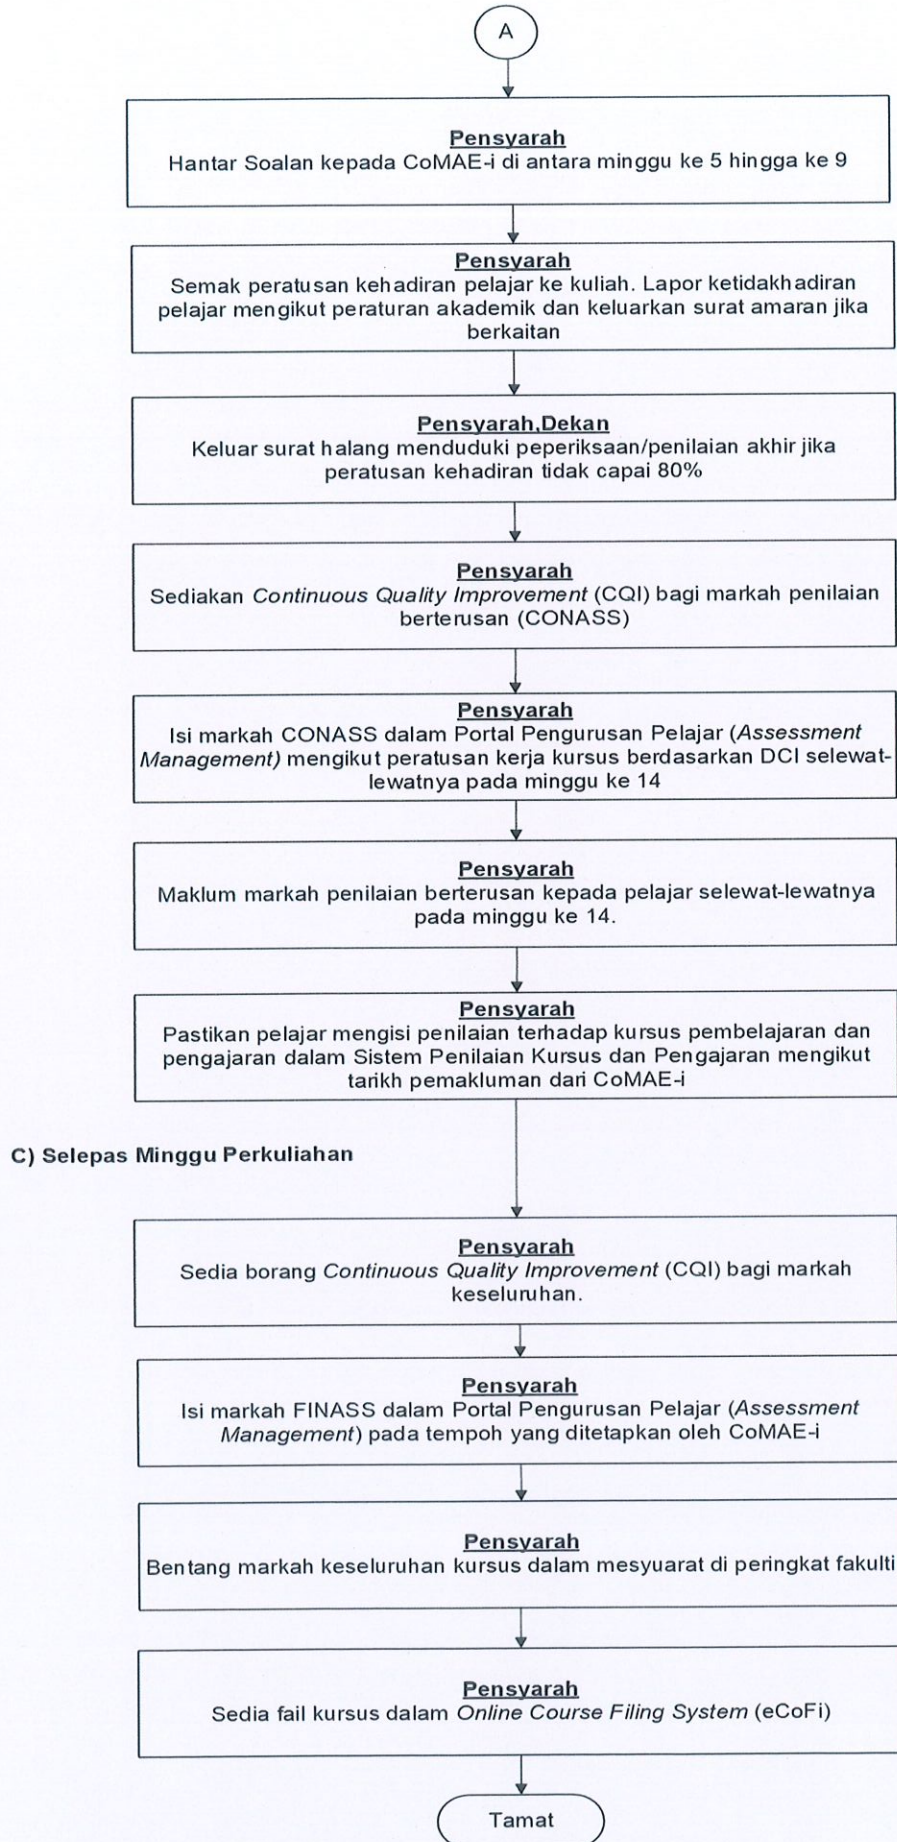 A
Pensyarah
Hantar Soalan kepada CoMAE-i di antara minggu ke 5 hingga ke 9
Pensyarah
Semak peratusan kehadiran pelajar ke kuliah. Lapor ketidakhadiran
pelajar mengikut peraturan akademik dan keluarkan surat amaran jika
berkaitan
Pensyarah,Dekan
Keluar surat halang menduduki peperiksaan/penilaian akhir jika
peratusan kehadiran tidak capai 80%
Pensyarah
Sediakan Continuous Quality Improvement (CQI) bagi markah penilaian
berterusan (CONASS)
Pensyarah
Isi markah CONASS dalam Portal Pengurusan Pelajar (Assessment
Management) mengikut peratusan kerja kursus berdasarkan DCI selewat-
lewatnya pada minggu ke 14
Pensyarah
Maklum markah penilaian berterusan kepada pelajar selewat-lewatnya
pada minggu ke 14.
Pensyarah
Pastikan pelajar mengisi penilaian terhadap kursus pembelajaran dan
pengajaran dalam Sistem Penilaian Kursus dan Pengajaran mengikut
tarikh pemakluman dari CoMAE-i
C) Selepas Minggu Perkuliahan
Pensyarah
Sedia borang Continuous Quality Improvement (CQI) bagi markah
keseluruhan.
Pensyarah
Isi markah FINASS dalam Portal Pengurusan Pelajar (Assessment
Management) pada tempoh yang ditetapkan oleh CoMAE-i
Pensyarah
Bentang markah keseluruhan kursus dalam mesyuarat di peringkat fakulti
Pensyarah
Sedia fail kursus dalam Online Course Filing System (eCoFi)
Tamat